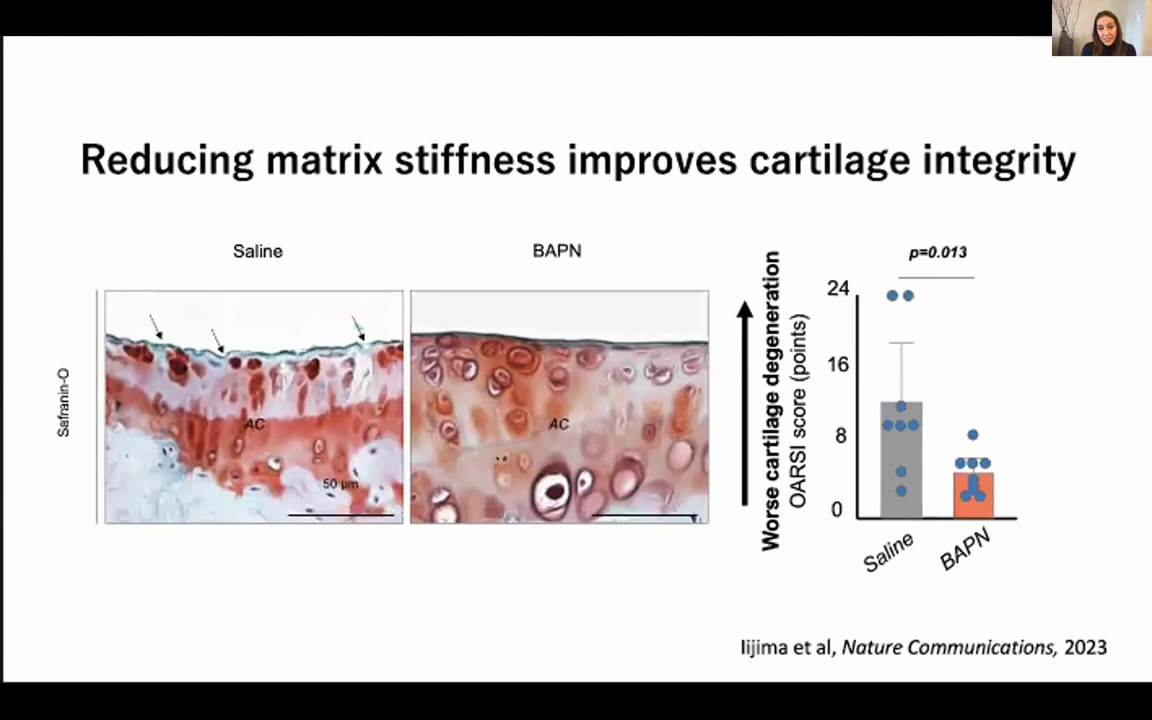 Reducing matrix stiffness improves cartilage integrity
Saline
BAPN
Safranin-O
AC
50 µm
AC
Worse cartilage degeneration
OARSI score (points)
p=0.013
24
16
8
0
Saline
BAPN
Iijima et al, Nature Communications, 2023